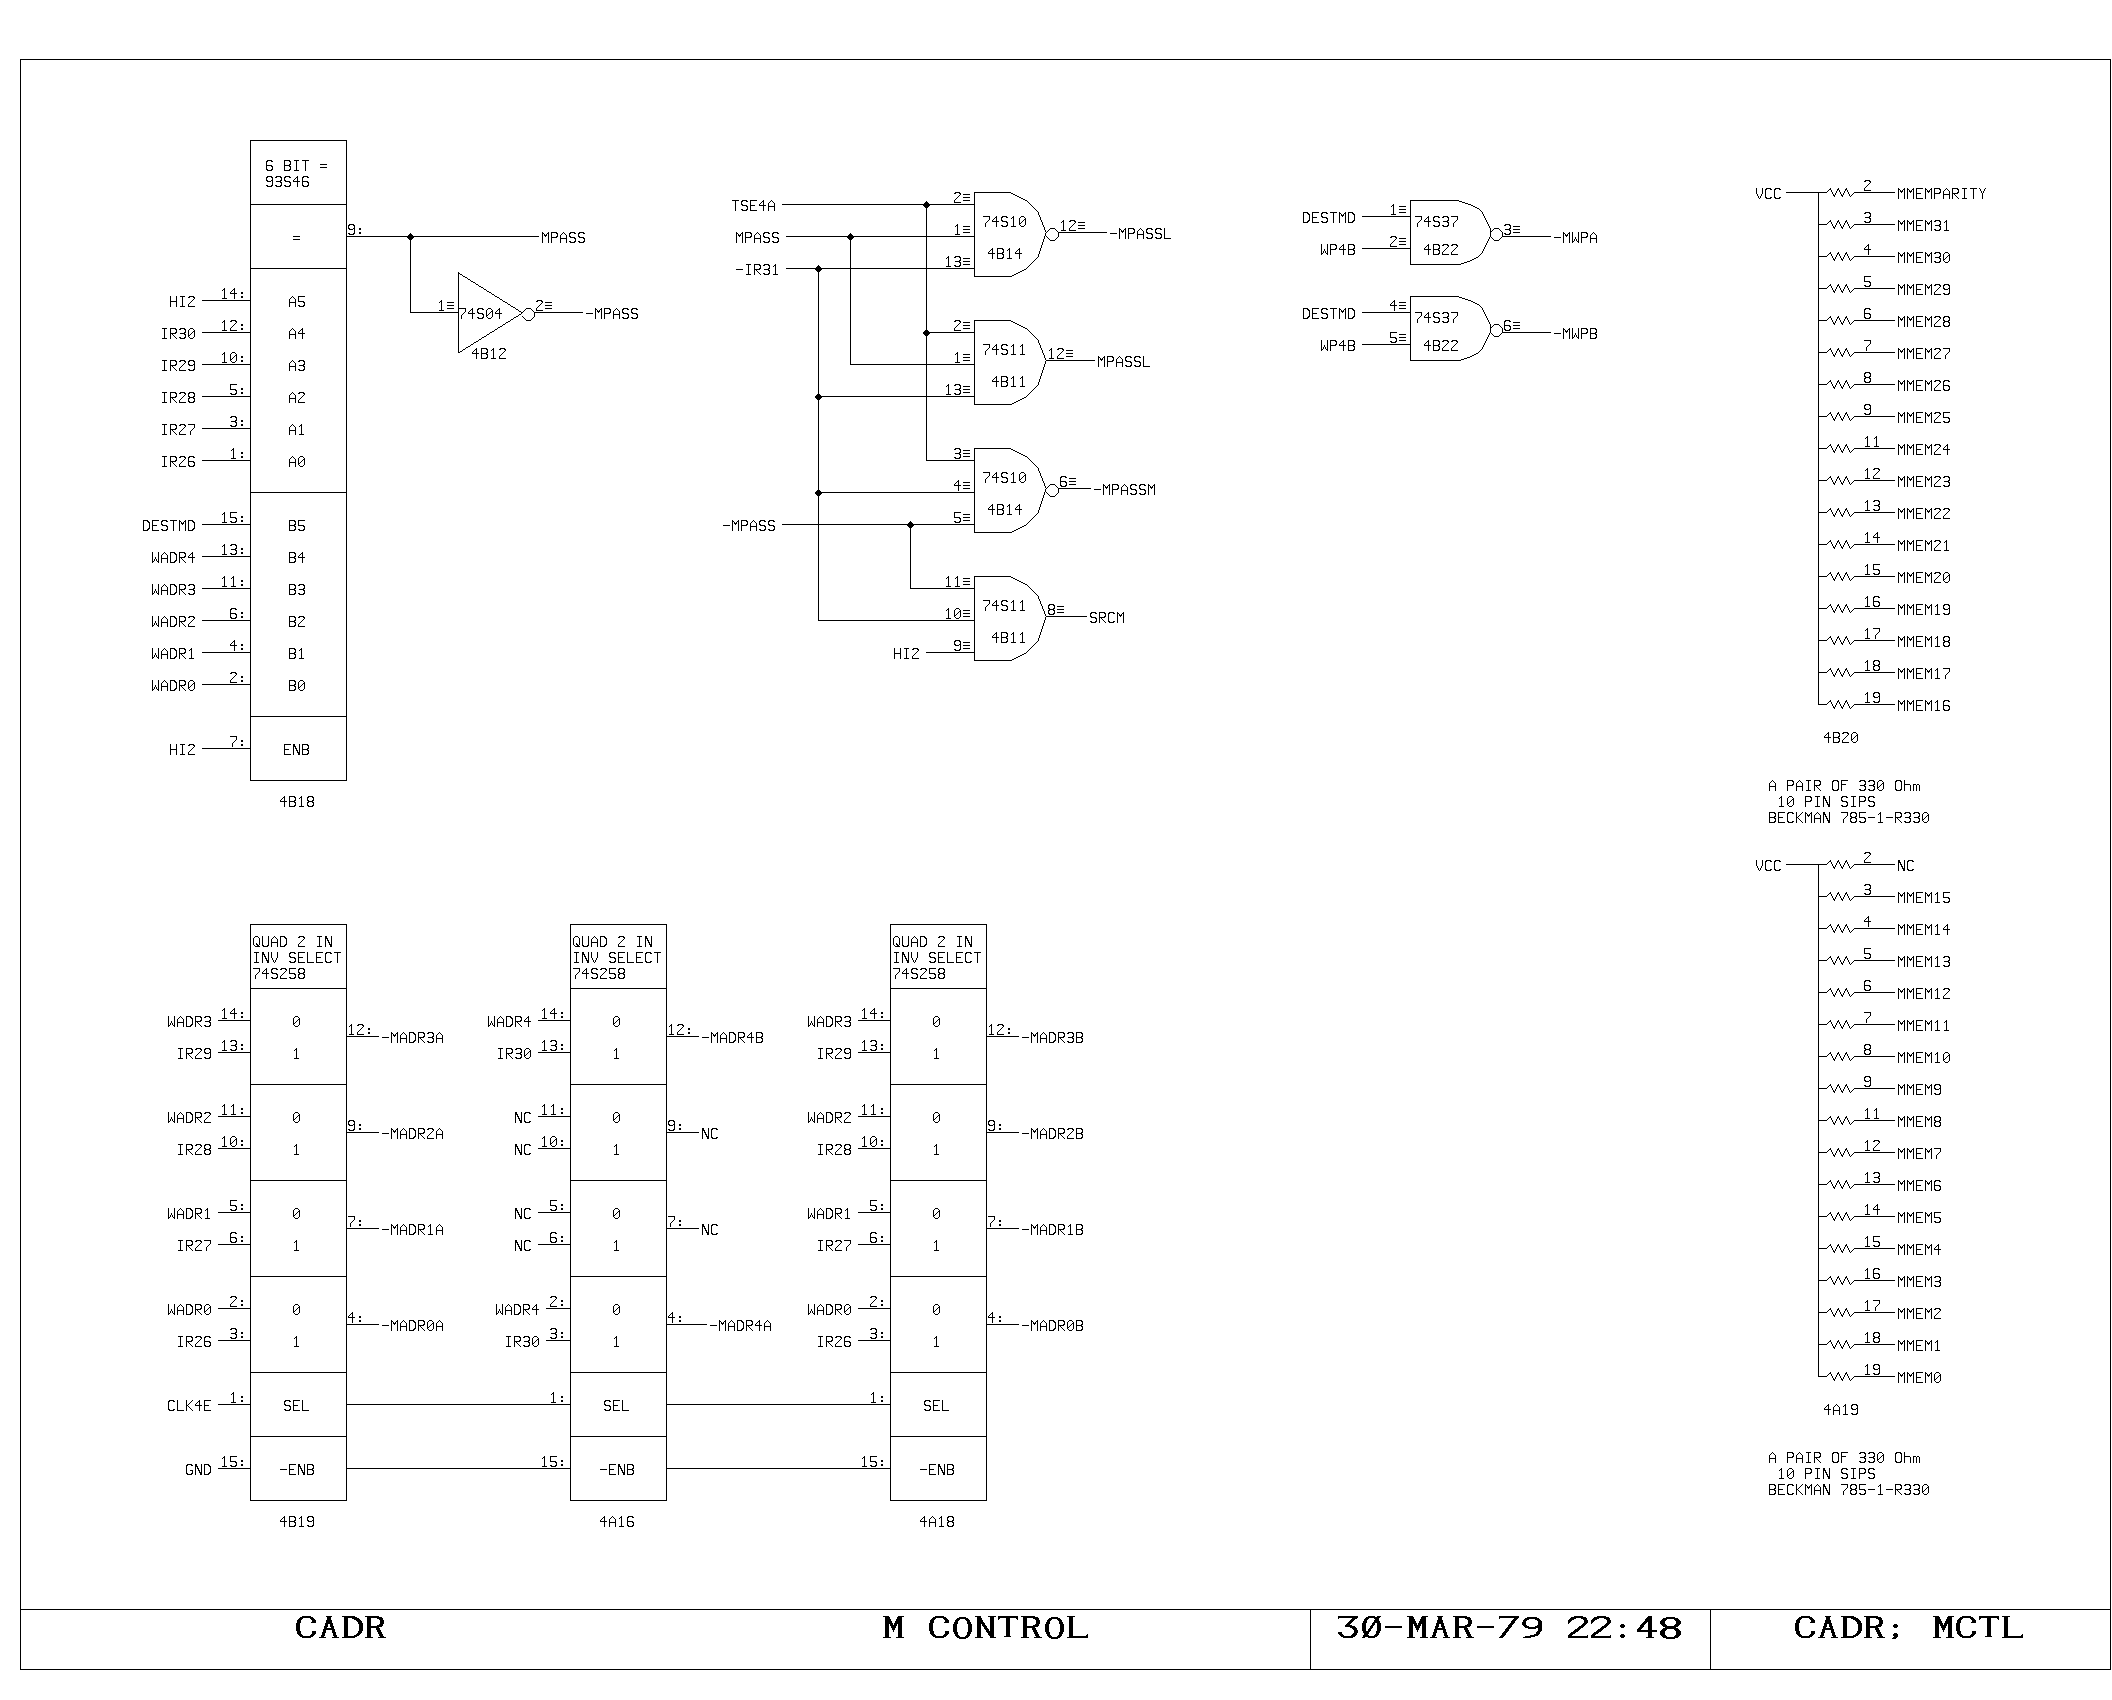 6 BIT =
93S46
=
9: MPASS
1≡ 74S04 2≡ -MPASS
4B12
HI2 14: A5
IR30 12: A4
IR29 10: A3
IR28 5: A2
IR27 3: A1
IR26 1: A0
DESTMD 15: B5
WADR4 13: B4
WADR3 11: B3
WADR2 6: B2
WADR1 4: B1
WADR0 2: B0
HI2 7: ENB
4B18
TSE4A 2≡
MPASS 1≡
-IR31 13≡
74S10
4B14
12≡ -MPASSL
2≡
1≡
13≡
74S11
4B11
12≡ MPASSL
3≡
4≡
-MPASS 5≡
74S10
4B14
6≡ -MPASSM
11≡
10≡
HI2 9≡
74S11
4B11
8≡ SRCM
DESTMD 1≡
WP4B 2≡
74S37
4B22
3≡ -MWPA
DESTMD 4≡
WP4B 5≡
74S37
4B22
6≡ -MWPB
VCC 2 MMEMPARITY
3 MMEM31
4 MMEM30
5 MMEM29
6 MMEM28
7 MMEM27
8 MMEM26
9 MMEM25
11 MMEM24
12 MMEM23
13 MMEM22
14 MMEM21
15 MMEM20
16 MMEM19
17 MMEM18
18 MMEM17
19 MMEM16
4B20
A PAIR OF 330 Ohm
10 PIN SIPS
BECKMAN 785-1-R330
VCC 2 NC
3 MMEM15
4 MMEM14
5 MMEM13
6 MMEM12
7 MMEM11
8 MMEM10
9 MMEM9
11 MMEM8
12 MMEM7
13 MMEM6
14 MMEM5
15 MMEM4
16 MMEM3
17 MMEM2
18 MMEM1
19 MMEM0
4A19
A PAIR OF 330 Ohm
10 PIN SIPS
BECKMAN 785-1-R330
QUAD 2 IN
INV SELECT
74S258
WADR3 14: 0
12: -MADR3A
IR29 13: 1
WADR2 11: 0
9: -MADR2A
IR28 10: 1
WADR1 5: 0
7: -MADR1A
IR27 6: 1
WADR0 2: 0
4: -MADR0A
IR26 3: 1
CLK4E 1: SEL
GND 15: -ENB
4B19
QUAD 2 IN
INV SELECT
74S258
WADR4 14: 0
12: -MADR4B
IR30 13: 1
NC 11: 0
9: NC
NC 10: 1
NC 5: 0
7: NC
NC 6: 1
WADR4 2: 0
4: -MADR4A
IR30 3: 1
1: SEL
15: -ENB
4A16
QUAD 2 IN
INV SELECT
74S258
WADR3 14: 0
12: -MADR3B
IR29 13: 1
WADR2 11: 0
9: -MADR2B
IR28 10: 1
WADR1 5: 0
7: -MADR1B
IR27 6: 1
WADR0 2: 0
4: -MADR0B
IR26 3: 1
1: SEL
15: -ENB
4A18
CADR M CONTROL 30-MAR-79 22:48 CADR; MCTL